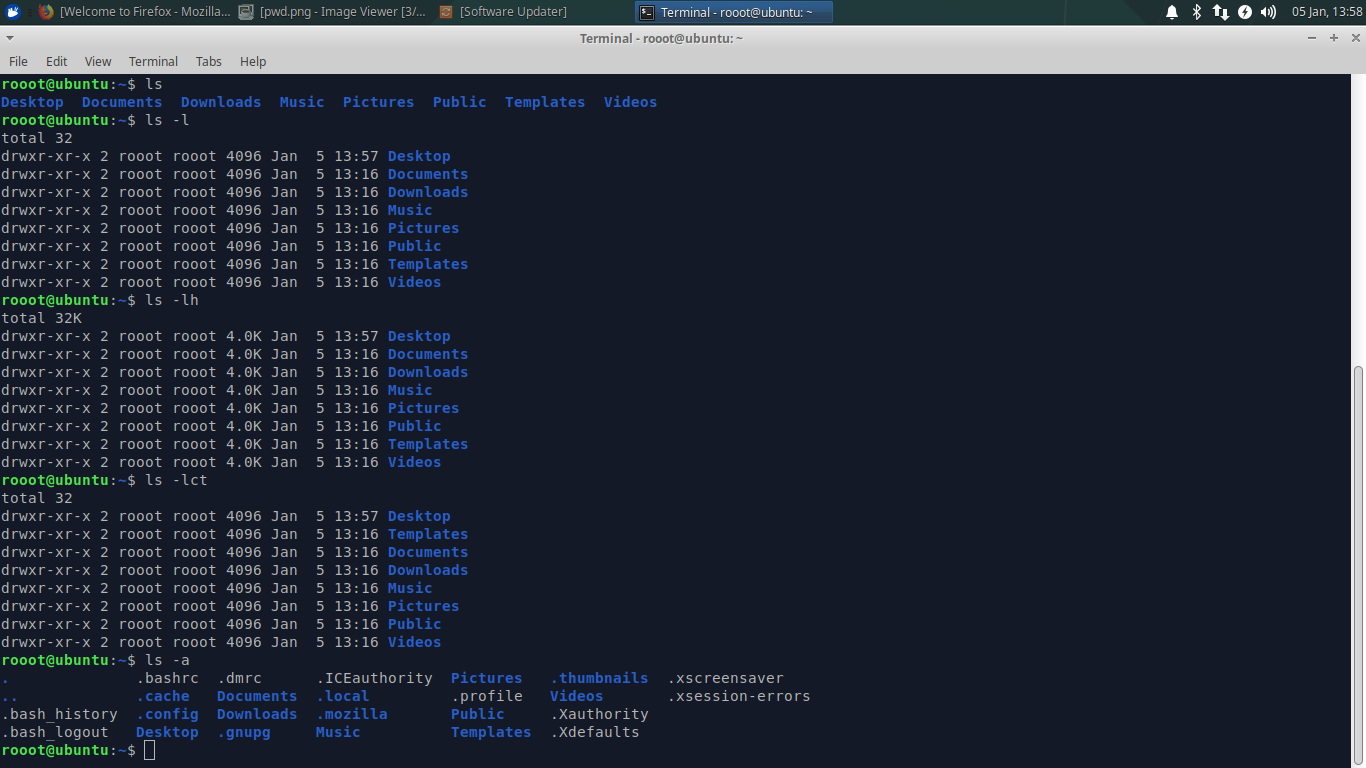 [Welcome to Firefox - Mozilla... [pwd.png - Image Viewer [3/... [Software Updater] Terminal - rooot@ubuntu: ~ 05 Jan, 13:58
Terminal - rooot@ubuntu: ~
File Edit View Terminal Tabs Help
rooot@ubuntu:~$ ls
Desktop  Documents  Downloads  Music  Pictures  Public  Templates  Videos
rooot@ubuntu:~$ ls -l
total 32
drwxr-xr-x 2 rooot rooot 4096 Jan  5 13:57 Desktop
drwxr-xr-x 2 rooot rooot 4096 Jan  5 13:16 Documents
drwxr-xr-x 2 rooot rooot 4096 Jan  5 13:16 Downloads
drwxr-xr-x 2 rooot rooot 4096 Jan  5 13:16 Music
drwxr-xr-x 2 rooot rooot 4096 Jan  5 13:16 Pictures
drwxr-xr-x 2 rooot rooot 4096 Jan  5 13:16 Public
drwxr-xr-x 2 rooot rooot 4096 Jan  5 13:16 Templates
drwxr-xr-x 2 rooot rooot 4096 Jan  5 13:16 Videos
rooot@ubuntu:~$ ls -lh
total 32K
drwxr-xr-x 2 rooot rooot 4.0K Jan  5 13:57 Desktop
drwxr-xr-x 2 rooot rooot 4.0K Jan  5 13:16 Documents
drwxr-xr-x 2 rooot rooot 4.0K Jan  5 13:16 Downloads
drwxr-xr-x 2 rooot rooot 4.0K Jan  5 13:16 Music
drwxr-xr-x 2 rooot rooot 4.0K Jan  5 13:16 Pictures
drwxr-xr-x 2 rooot rooot 4.0K Jan  5 13:16 Public
drwxr-xr-x 2 rooot rooot 4.0K Jan  5 13:16 Templates
drwxr-xr-x 2 rooot rooot 4.0K Jan  5 13:16 Videos
rooot@ubuntu:~$ ls -lct
total 32
drwxr-xr-x 2 rooot rooot 4096 Jan  5 13:57 Desktop
drwxr-xr-x 2 rooot rooot 4096 Jan  5 13:16 Templates
drwxr-xr-x 2 rooot rooot 4096 Jan  5 13:16 Documents
drwxr-xr-x 2 rooot rooot 4096 Jan  5 13:16 Downloads
drwxr-xr-x 2 rooot rooot 4096 Jan  5 13:16 Music
drwxr-xr-x 2 rooot rooot 4096 Jan  5 13:16 Pictures
drwxr-xr-x 2 rooot rooot 4096 Jan  5 13:16 Public
drwxr-xr-x 2 rooot rooot 4096 Jan  5 13:16 Videos
rooot@ubuntu:~$ ls -a
.              .bashrc  .dmrc      .ICEauthority  Pictures   .thumbnails  .xscreensaver
..             .cache   Documents  .local         .profile   Videos       .xsession-errors
.bash_history  .config  Downloads  .mozilla       Public     .Xauthority
.bash_logout   Desktop  .gnupg     Music          Templates  .Xdefaults
rooot@ubuntu:~$